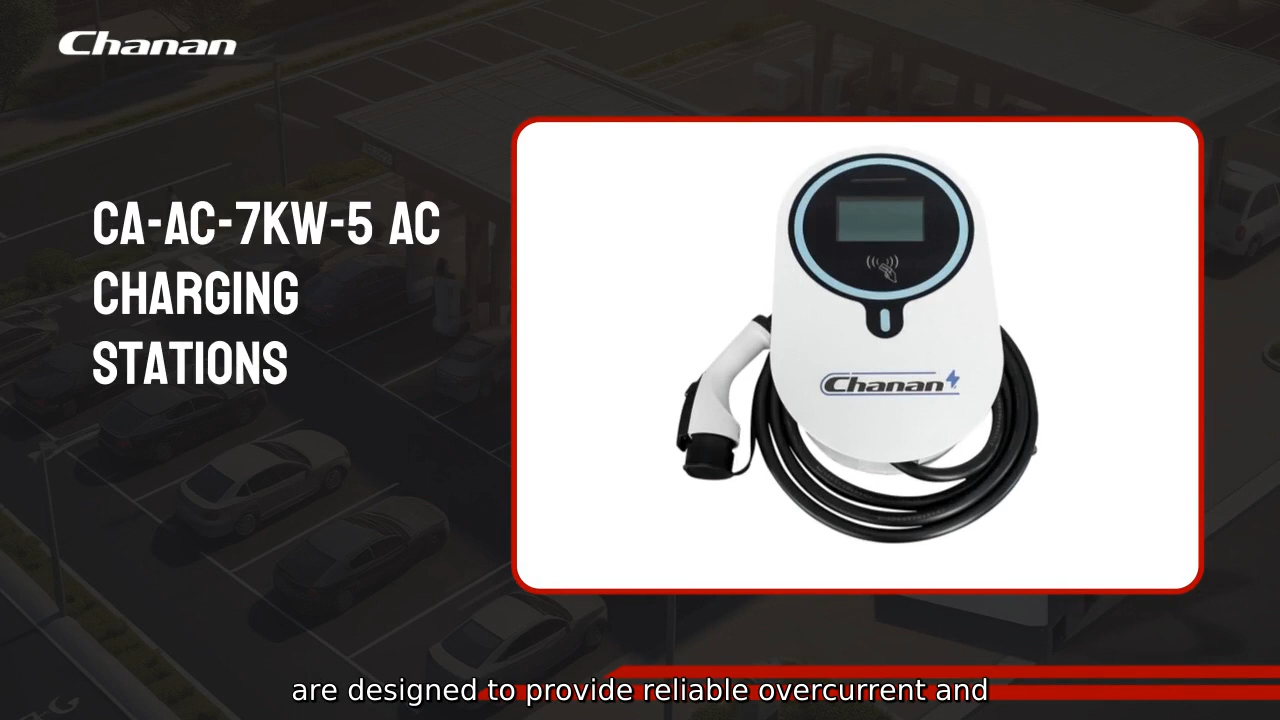 Chanan
CA-AC-7KW-5 AC
CHARGING
STATIONS
Chanan
are designed to provide reliable overcurrent and